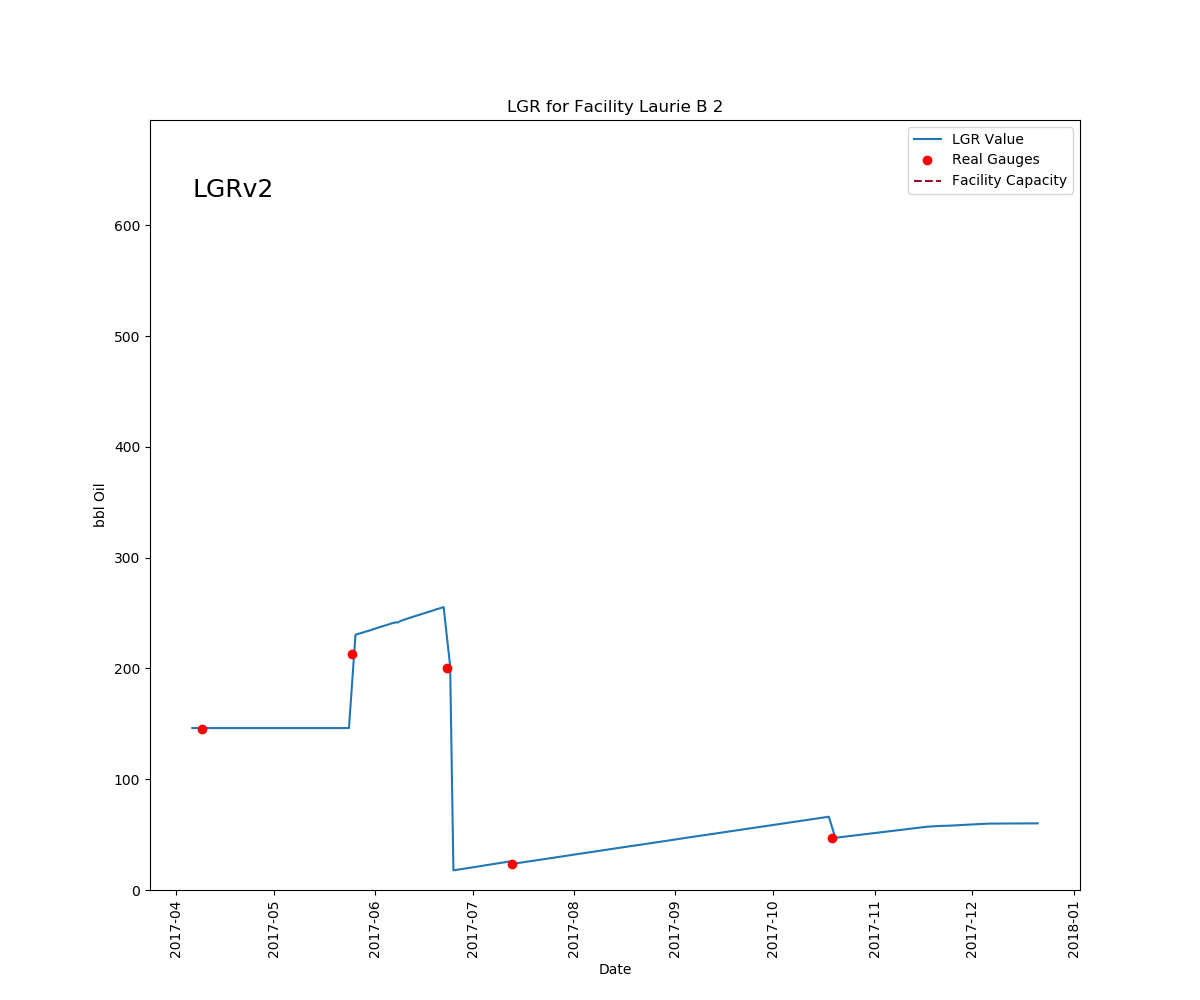 LGR for Facility Laurie B 2
LGRv2
LGR Value
Real Gauges
Facility Capacity
600
500
400
300
200
100
0
bbl Oil
2017-04
2017-05
2017-06
2017-07
2017-08
2017-09
2017-10
2017-11
2017-12
2018-01
Date